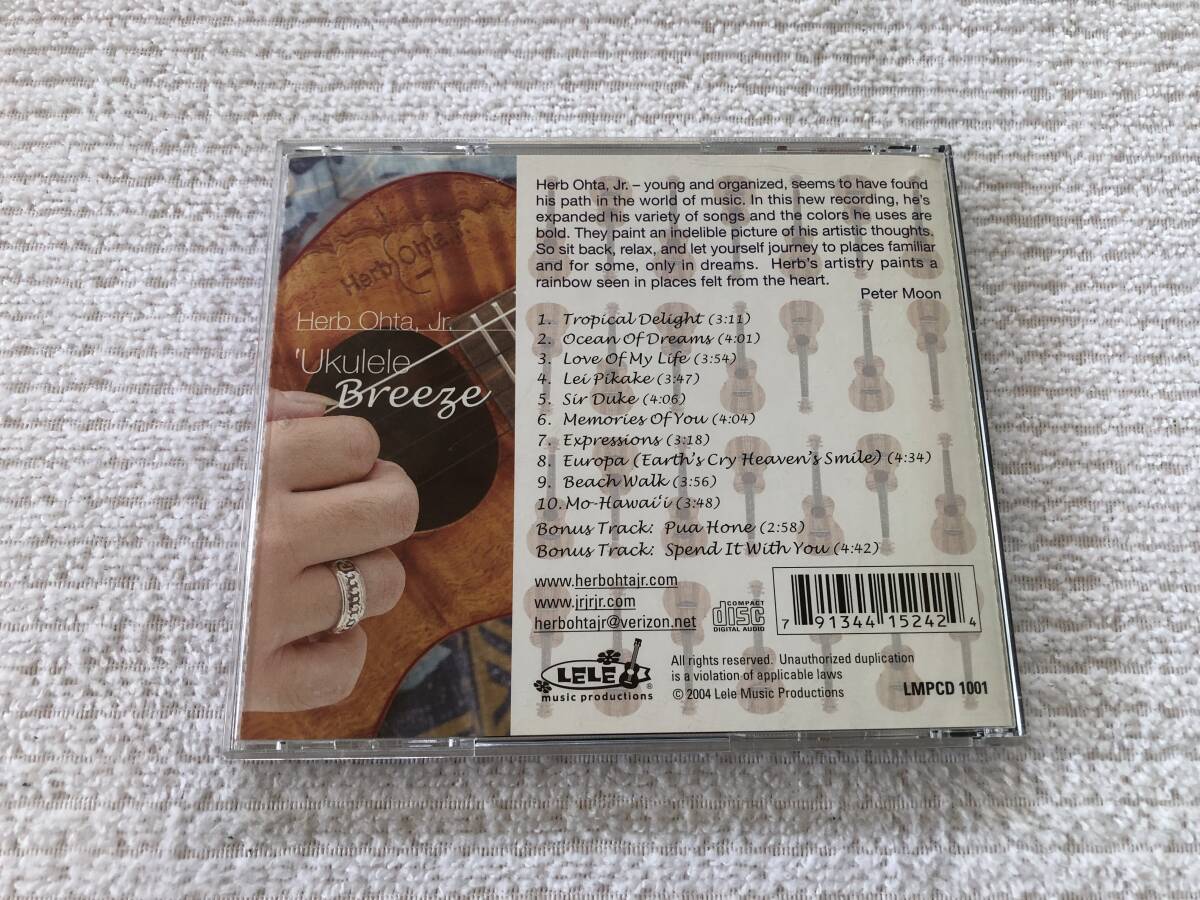 Herb Ohta, Jr.
Herb Ohta, Jr.
'Ukulele
Breeze
Herb Ohta, Jr. – young and organized, seems to have found
his path in the world of music. In this new recording, he's
expanded his variety of songs and the colors he uses are
bold. They paint an indelible picture of his artistic thoughts.
So sit back, relax, and let yourself journey to places familiar
and for some, only in dreams. Herb's artistry paints a
rainbow seen in places felt from the heart.
Peter Moon
1. Tropical Delight (3:11)
2. Ocean Of Dreams (4:01)
3. Love Of My Life (3:54)
4. Lei Pikake (3:47)
5. Sir Duke (4:06)
6. Memories Of You (4:04)
7. Expressions (3:18)
8. Europa (Earth's Cry Heaven's Smile) (4:34)
9. Beach Walk (3:56)
10. Mo-Hawai‘i (3:48)
Bonus Track: Pua Hone (2:58)
Bonus Track: Spend It With You (4:42)
www.herbohtajr.com
www.jrjrjr.com
herbohtajr@verizon.net
COMPACT
disc
DIGITAL AUDIO
7 91344 15242 4
LELE
music productions
®
All rights reserved. Unauthorized duplication
is a violation of applicable laws
© 2004 Lele Music Productions
LMPCD 1001